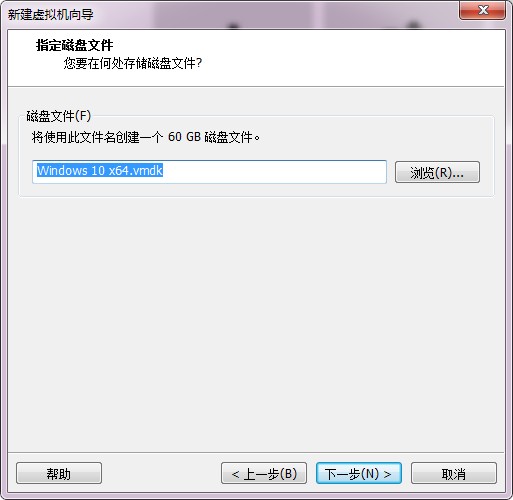 新建虚拟机向导
指定磁盘文件
您要在何处存储磁盘文件?
磁盘文件(F)
将使用此文件名创建一个 60 GB 磁盘文件。
Windows 10 x64.vmdk
浏览(R)...
帮助
< 上一步(B)
下一步(N) >
取消